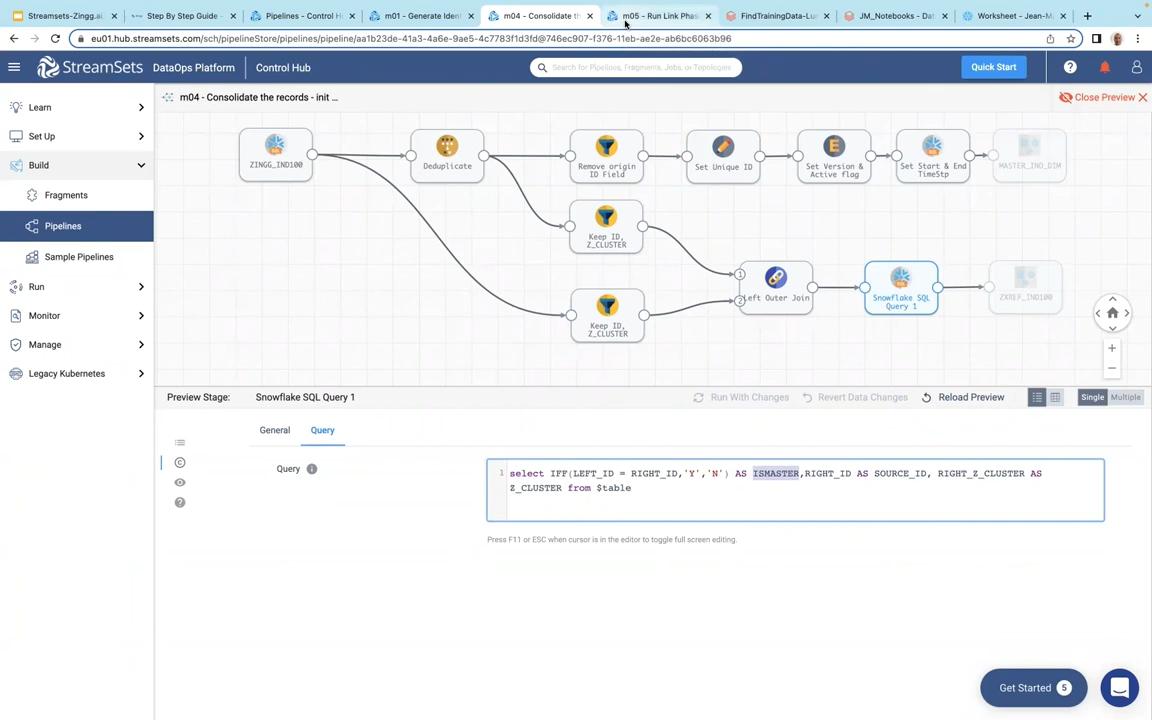 Streamsets-Zingg.ai.
Step By Step Guide -
Pipelines - Control H
m01 - Generate Ident
m04 - Consolidate th
m05 - Run Link Phas
FindTrainingData-Lur
JM_Notebooks - Dat
Worksheet - Jean-M
eu01.hub.streamsets.com/sch/pipelineStore/pipelines/pipeline/aa1b23de-41a3-4a6e-9ae5-4c7783f1d3fd@746ec907-f376-11eb-ae2e-ab6bc6063b96
StreamSets DataOps Platform Control Hub
Search for Pipelines, Fragments, Jobs, or Topologies
Quick Start
Learn
Set Up
Build
Fragments
Pipelines
Sample Pipelines
Run
Monitor
Manage
Legacy Kubernetes
m04 - Consolidate the records - init ...
Close Preview
ZINGG_IND100
Deduplicate
Remove origin
ID Field
Set Unique ID
Set Version &
Active flag
Set Start & End
TimeStp
MASTER_IND_DIM
Keep ID,
Z_CLUSTER
Keep ID,
Z_CLUSTER
1
2
Left Outer Join
Snowflake SQL
Query 1
ZXREF_IND100
Preview Stage: Snowflake SQL Query 1
Run With Changes
Revert Data Changes
Reload Preview
Single
Multiple
General
Query
Query
1 select IFF(LEFT_ID = RIGHT_ID,'Y','N') AS ISMASTER,RIGHT_ID AS SOURCE_ID, RIGHT_Z_CLUSTER AS
Z_CLUSTER from $table
Press F11 or ESC when cursor is in the editor to toggle full screen editing.
Get Started 5